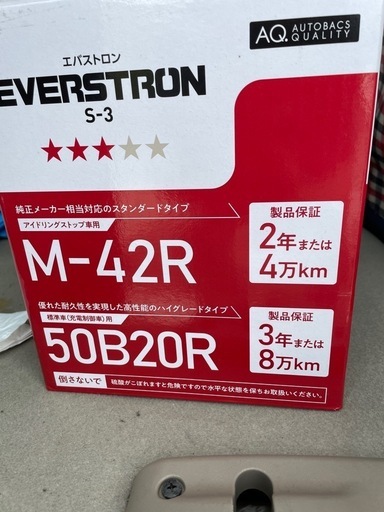 AQ. AUTOBACS QUALITY
エバストロン
EVERSTRON
S-3
純正メーカー相当対応のスタンダードタイプ
アイドリングストップ車用
M-42R
製品保証
2年または
4万km
優れた耐久性を実現した高性能のハイグレードタイプ
標準車(充電制御車)用
50B20R
製品保証
3年または
8万km
倒さないで
硫酸がこぼれますと危険ですので水平な状態を保ちお取扱いください。